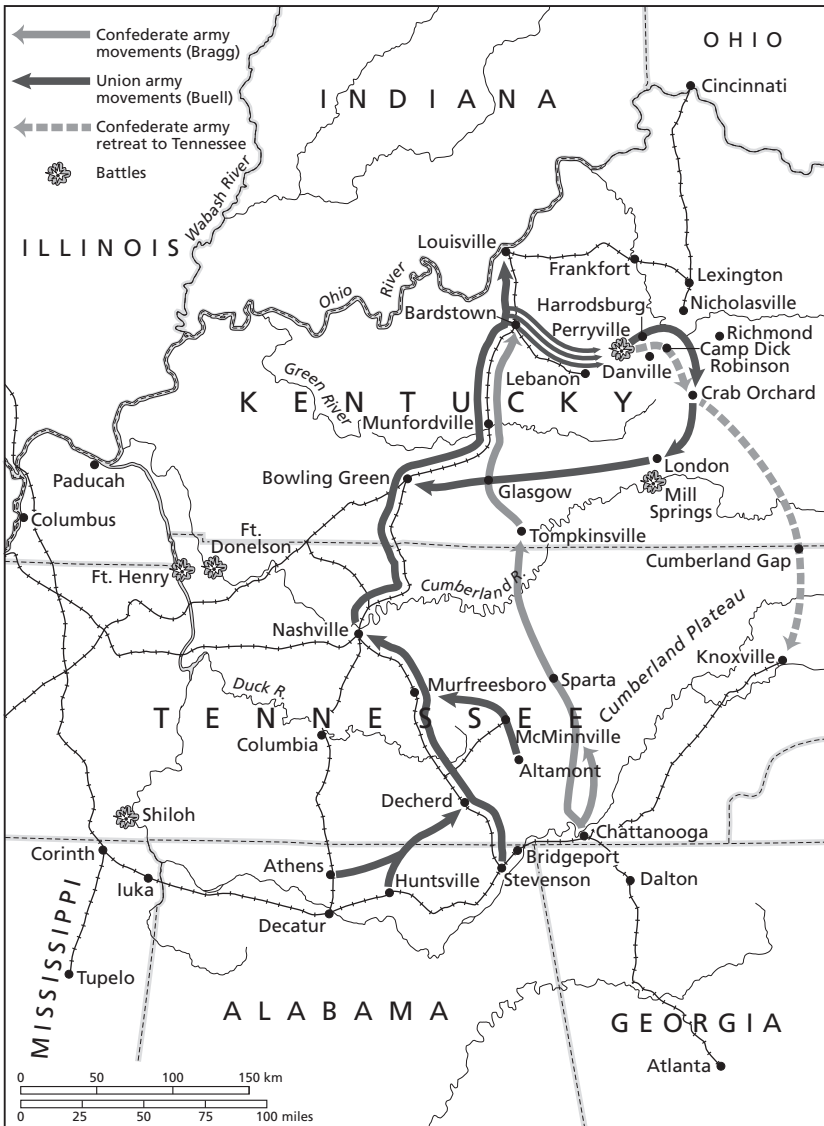 Confederate army
movements (Bragg)
Union army
movements (Buell)
Confederate army
retreat to Tennessee
Battles
OHIO
Cincinnati
INDIANA
Wabash River
ILLINOIS
Louisville
Frankfort
Lexington
Nicholasville
Ohio
River
Harrodsburg
Bardstown
Perryville
Richmond
Camp Dick
Robinson
Danville
Lebanon
Green River
Crab Orchard
KENTUCKY
Munfordville
London
Paducah
Bowling Green
Glasgow
Mill
Springs
Columbus
Ft.
Donelson
Tompkinsville
Cumberland Gap
Ft. Henry
Cumberland R.
Nashville
Cumberland Plateau
Knoxville
Duck R.
Murfreesboro
Sparta
TENNESSEE
Columbia
McMinnville
Altamont
Decherd
Shiloh
Chattanooga
Corinth
Bridgeport
Athens
Stevenson
Iuka
Huntsville
Dalton
Decatur
MISSISSIPPI
Tupelo
ALABAMA
GEORGIA
Atlanta
0 50 100 150 km
0 25 50 75 100 miles